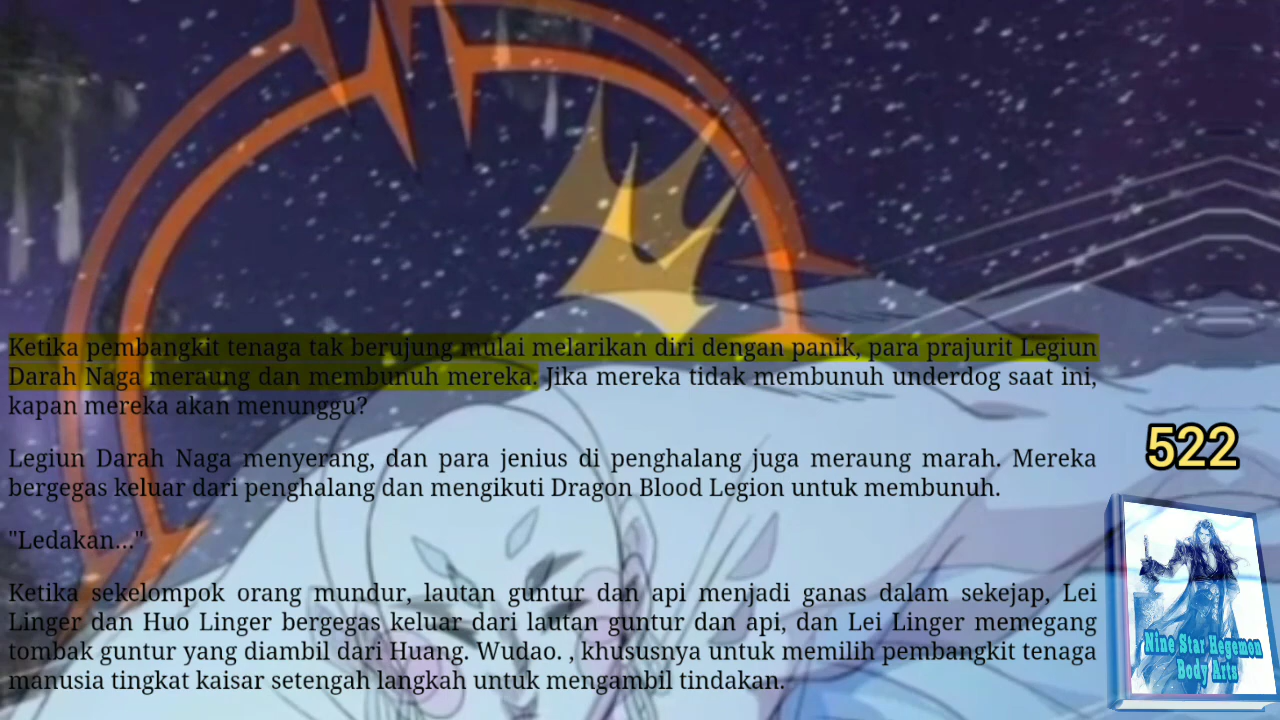 Ketika pembangkit tenaga tak berujung mulai melarikan diri dengan panik, para prajurit Legiun
Darah Naga meraung dan membunuh mereka. Jika mereka tidak membunuh underdog saat ini,
kapan mereka akan menunggu?
Legiun Darah Naga menyerang, dan para jenius di penghalang juga meraung marah. Mereka
bergegas keluar dari penghalang dan mengikuti Dragon Blood Legion untuk membunuh.
"Ledakan..."
Ketika sekelompok orang mundur, lautan guntur dan api menjadi ganas dalam sekejap, Lei
Linger dan Huo Linger bergegas keluar dari lautan guntur dan api, dan Lei Linger memegang
tombak guntur yang diambil dari Huang. Wudao. , khususnya untuk memilih pembangkit tenaga
manusia tingkat kaisar setengah langkah untuk mengambil tindakan.
522
Nine Star Hegemon
Body Arts